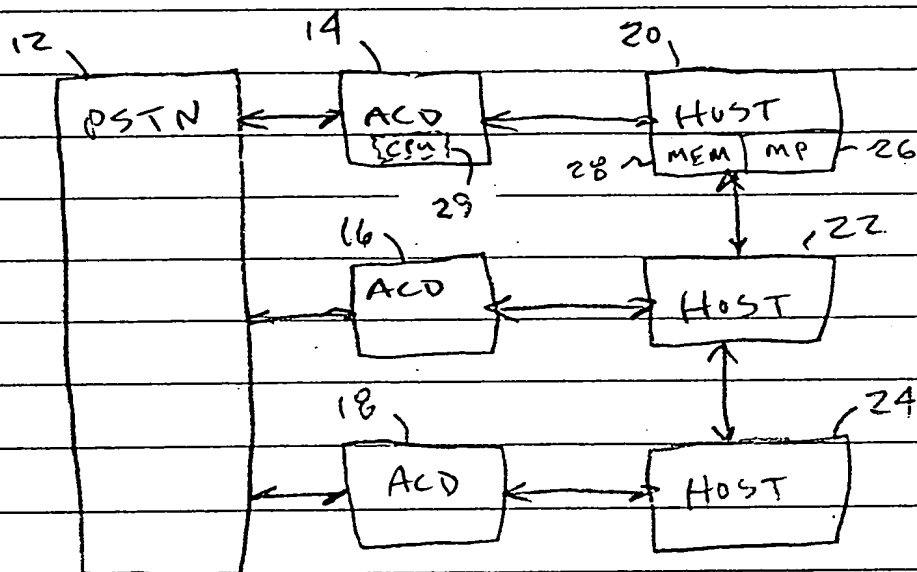 12 14 20
PSTN ACD HOST
CPU 28 MEM MP 26
29
16 22
ACD HOST
18 24
ACD HOST